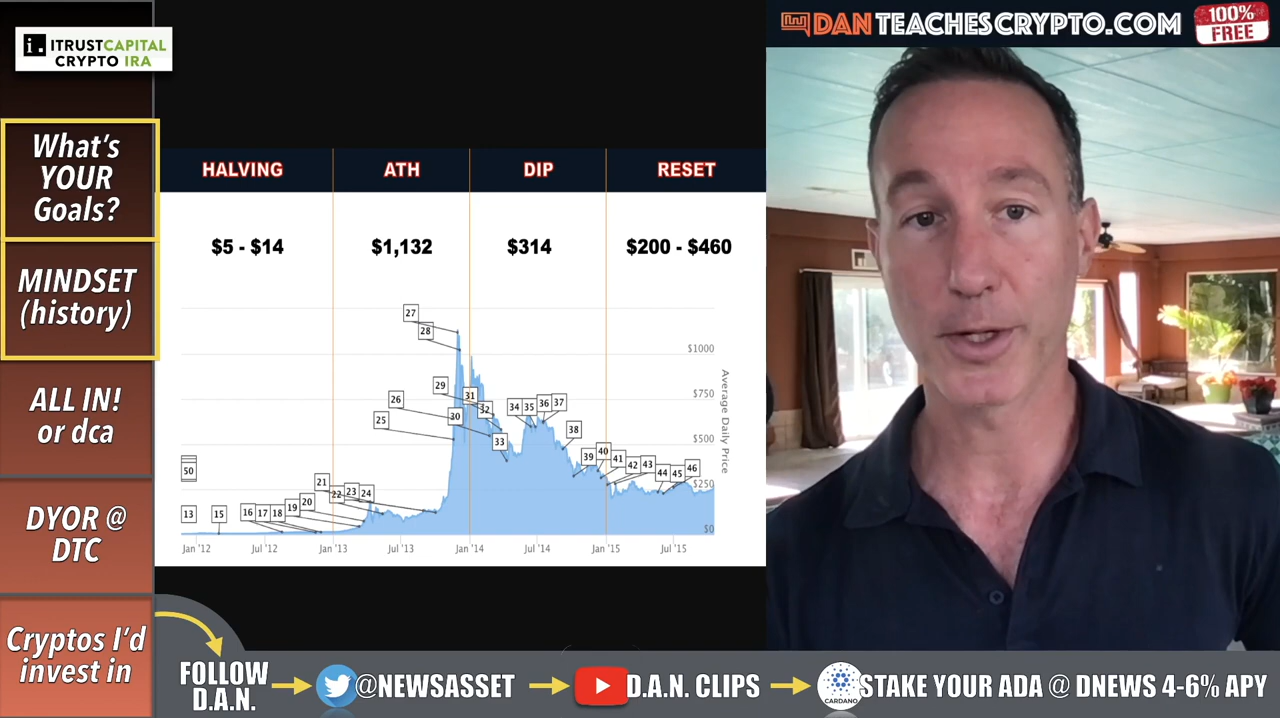 ITRUSTCAPITAL
CRYPTO IRA
DANTEACHESCRYPTO.COM
100%
FREE
What's
YOUR
Goals?
MINDSET
(history)
ALL IN!
or dca
DYOR @
DTC
Cryptos I'd
invest in
HALVING ATH DIP RESET
$5 - $14 $1,132 $314 $200 - $460
27
28
$1000
29
31
$750
26
32
34 35 36 37
25
30
38
33
$500
39 40 41 42 43 44 45 46
50
21
22 23 24
$250
13 15 16 17 18 19 20
$0
Average Daily Price
Jan '12 Jul '12 Jan '13 Jul '13 Jan '14 Jul '14 Jan '15 Jul '15
FOLLOW
D.A.N.
@NEWSASSET
D.A.N. CLIPS
CARDANO
STAKE YOUR ADA @ DNEWS 4-6% APY